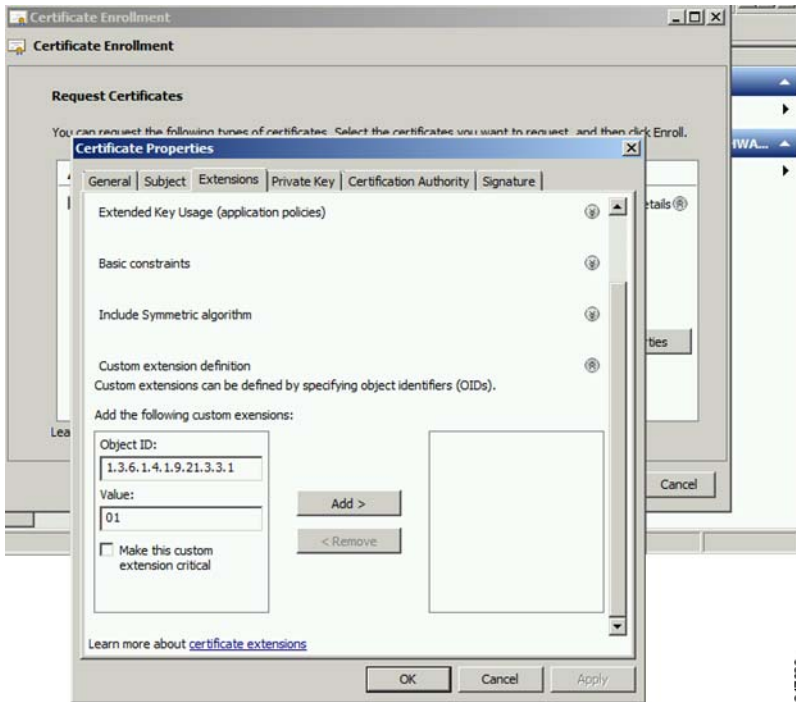 Certificate Enrollment
Certificate Enrollment
Request Certificates
You can request the following types of certificates. Select the certificates you want to request, and then click Enroll.
Certificate Properties
HWA...
General Subject Extensions Private Key Certification Authority Signature
Extended Key Usage (application policies)
etails
Basic constraints
Include Symmetric algorithm
ties
Custom extension definition
Custom extensions can be defined by specifying object identifiers (OIDs).
Add the following custom exensions:
Lea
Object ID:
1.3.6.1.4.1.9.21.3.3.1
Value:
01
Add >
Cancel
< Remove
Make this custom
extension critical
Learn more about certificate extensions
OK Cancel Apply